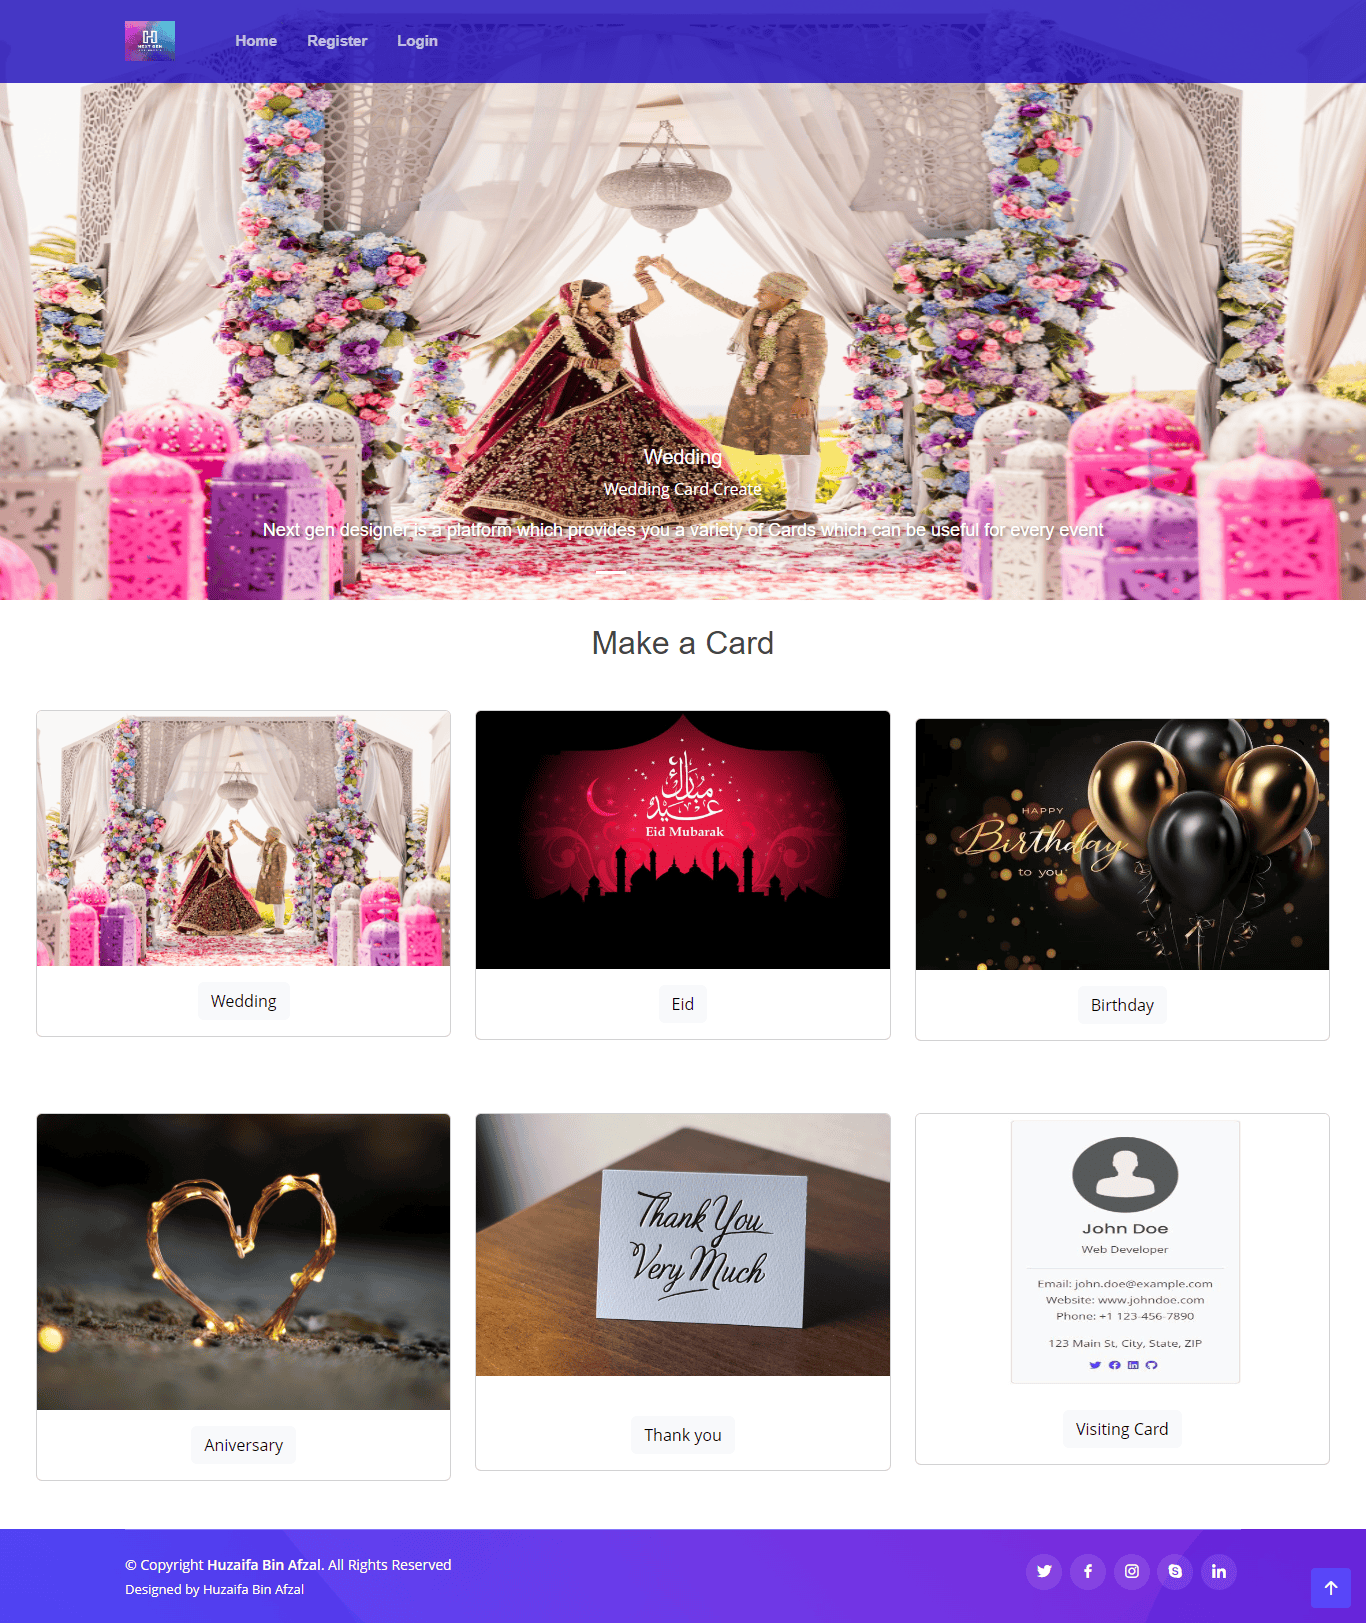 NEXT GEN
Home
Register
Login
Wedding
Wedding Card Create
Next gen designer is a platform which provides you a variety of Cards which can be useful for every event
Make a Card
عيد مبارك
Eid Mubarak
HAPPY
Birthday
to you
Wedding
Eid
Birthday
Thank You
Very Much
John Doe
Web Developer
Email: john.doe@example.com
Website: www.johndoe.com
Phone: +1 123-456-7890
123 Main St, City, State, ZIP
Aniversary
Thank you
Visiting Card
© Copyright Huzaifa Bin Afzal. All Rights Reserved
Designed by Huzaifa Bin Afzal